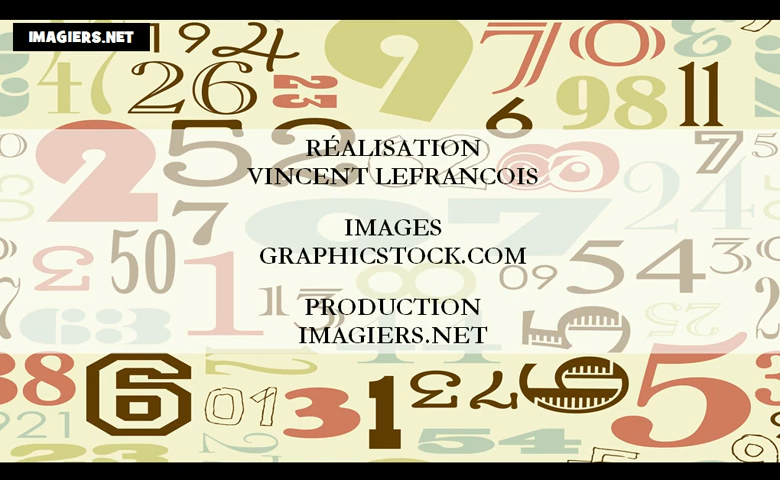 IMAGIERS.NET
RÉALISATION
VINCENT LEFRANCOIS
IMAGES
GRAPHICSTOCK.COM
PRODUCTION
IMAGIERS.NET